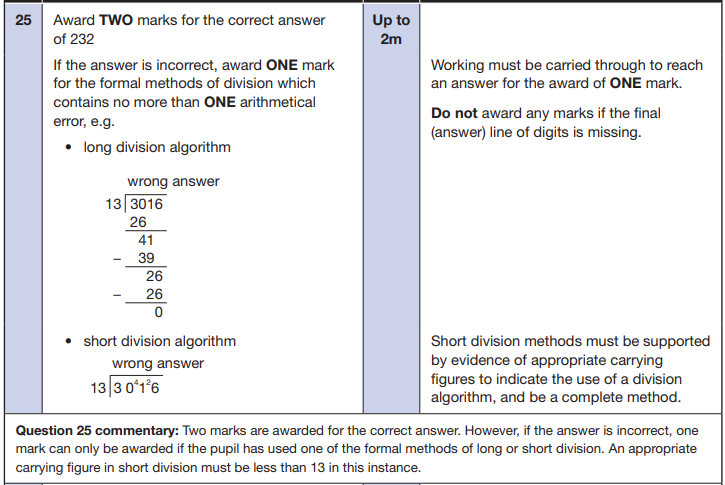 25
Award TWO marks for the correct answer
of 232
Up to
2m
If the answer is incorrect, award ONE mark
for the formal methods of division which
contains no more than ONE arithmetical
error, e.g.
Working must be carried through to reach
an answer for the award of ONE mark.
Do not award any marks if the final
(answer) line of digits is missing.
• long division algorithm
wrong answer
13 3016
26
41
– 39
26
– 26
0
• short division algorithm
wrong answer
13 3 0⁴1²6
Short division methods must be supported
by evidence of appropriate carrying
figures to indicate the use of a division
algorithm, and be a complete method.
Question 25 commentary: Two marks are awarded for the correct answer. However, if the answer is incorrect, one
mark can only be awarded if the pupil has used one of the formal methods of long or short division. An appropriate
carrying figure in short division must be less than 13 in this instance.